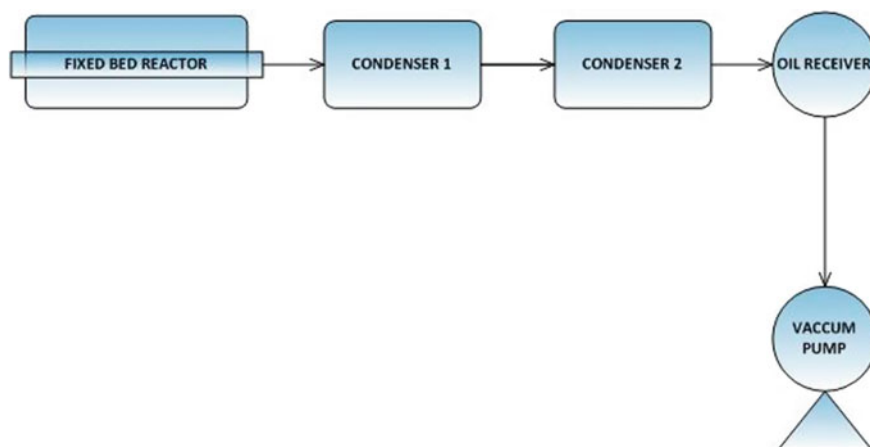 FIXED BED REACTOR
CONDENSER 1
CONDENSER 2
OIL RECEIVER
VACCUM
PUMP